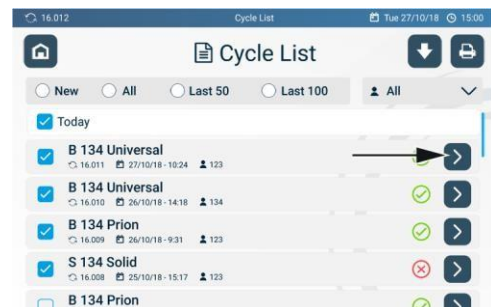 16.012 Cycle List Tue 27/10/18 15:00
Cycle List
New All Last 50 Last 100 All
Today
B 134 Universal
16.011 27/10/18 - 10:24 123
B 134 Universal
16.010 26/10/18 - 14:18 134
B 134 Prion
16.009 26/10/18 - 9:31 123
S 134 Solid
16.008 25/10/18 - 15:17 123
B 134 Prion